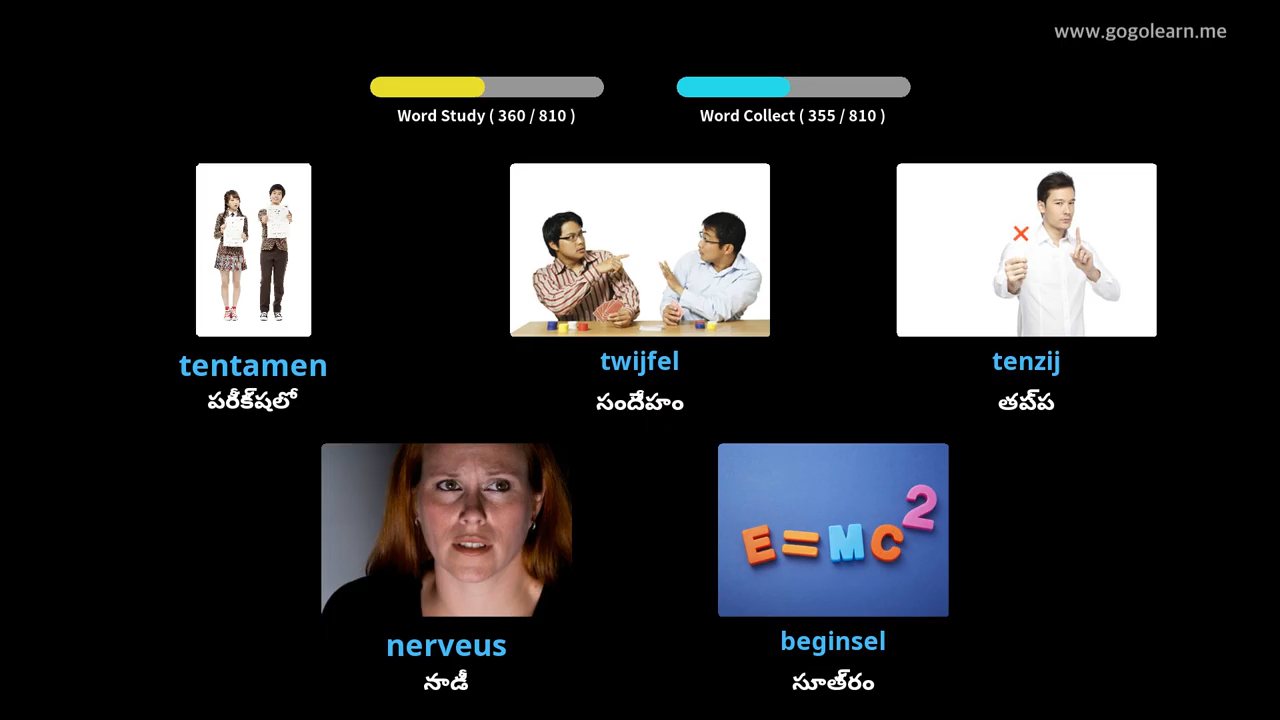 www.gogolearn.me
Word Study ( 360 / 810 )
Word Collect ( 355 / 810 )
tentamen
పరీక్షలో
twijfel
సందేహం
tenzij
తప్ప
nerveus
నాడీ
beginsel
సూత్రం
E=MC2